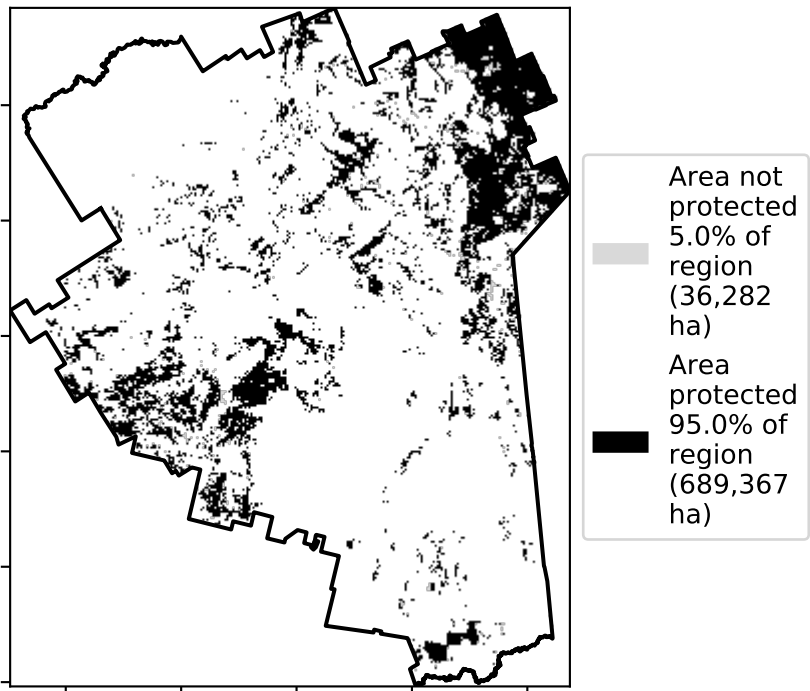 Area not
protected
5.0% of
region
(36,282
ha)
Area
protected
95.0% of
region
(689,367
ha)